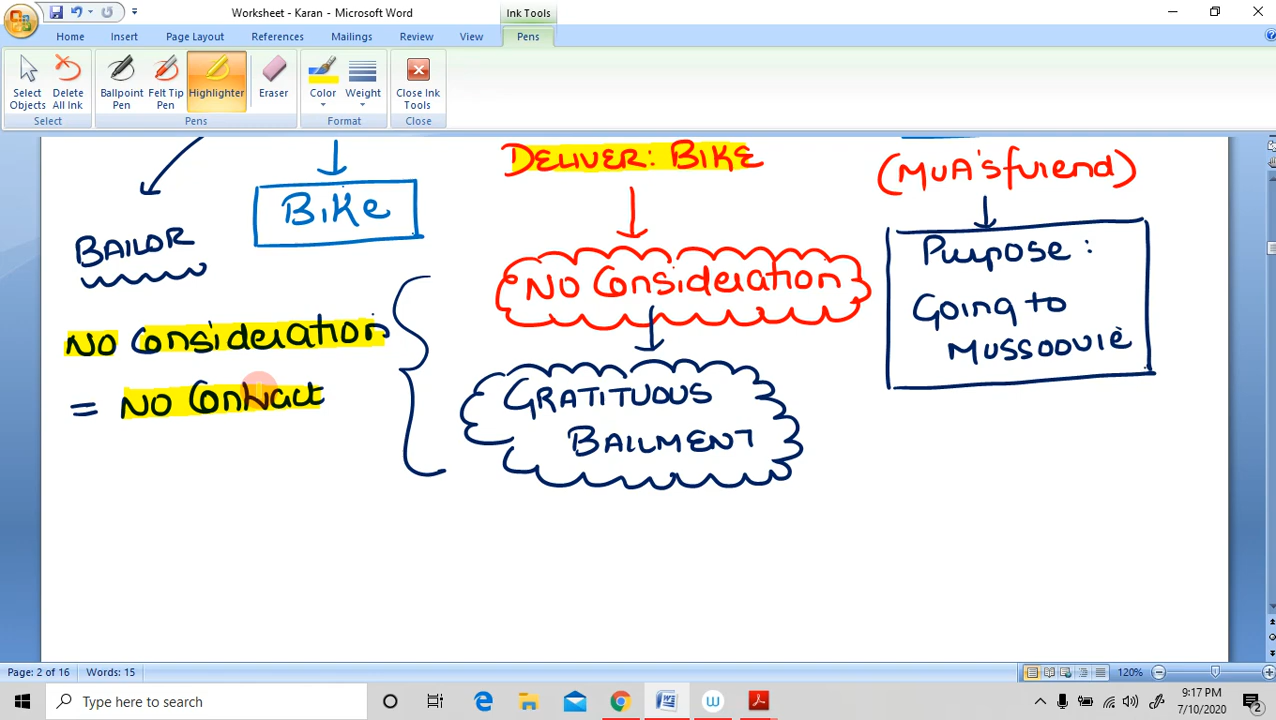 Worksheet - Karan - Microsoft Word
Ink Tools
Home Insert Page Layout References Mailings Review View Pens
Select Objects
Delete All Ink
Ballpoint Pen
Felt Tip Pen
Highlighter
Eraser
Color
Weight
Close Ink Tools
Select Pens Format Close
DELIVER: BIKE
(MUA's friend)
Bike
BAILOR
NO Consideration
Purpose:
Going to
Mussoorie
NO Consideration
= NO Contract
GRATITUOUS
BAILMENT
Page: 2 of 16 Words: 15 120%
Type here to search
9:17 PM
7/10/2020
2